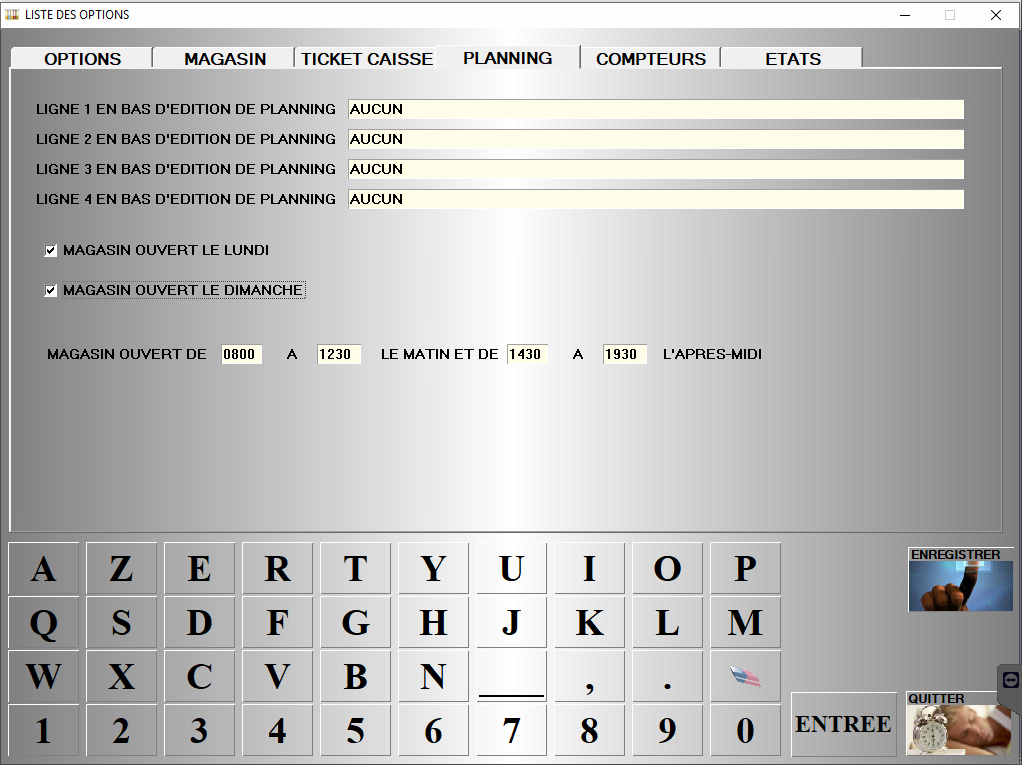 LISTE DES OPTIONS
OPTIONS MAGASIN TICKET CAISSE PLANNING COMPTEURS ETATS
LIGNE 1 EN BAS D'EDITION DE PLANNING AUCUN
LIGNE 2 EN BAS D'EDITION DE PLANNING AUCUN
LIGNE 3 EN BAS D'EDITION DE PLANNING AUCUN
LIGNE 4 EN BAS D'EDITION DE PLANNING AUCUN
MAGASIN OUVERT LE LUNDI
MAGASIN OUVERT LE DIMANCHE
MAGASIN OUVERT DE 0800 A 1230 LE MATIN ET DE 1430 A 1930 L'APRES-MIDI
A Z E R T Y U I O P
ENREGISTRER
Q S D F G H J K L M
W X C V B N _ , .
1 2 3 4 5 6 7 8 9 0
ENTREE
QUITTER